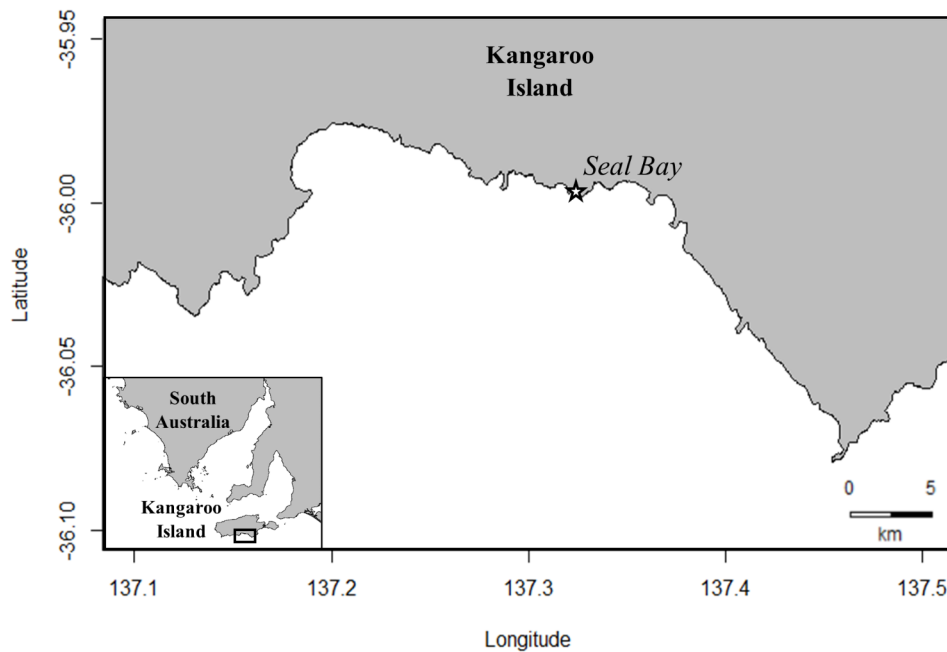 Kangaroo
Island
Seal Bay
Latitude
-35.95
-36.00
-36.05
-36.10
South
Australia
Kangaroo
Island
0 5
km
137.1 137.2 137.3 137.4 137.5
Longitude